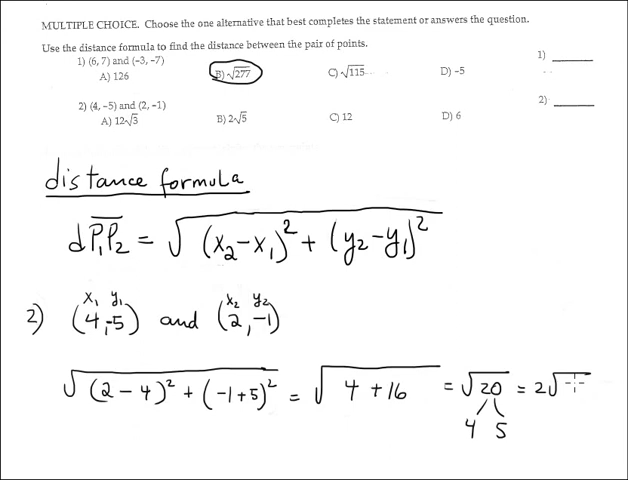 MULTIPLE CHOICE. Choose the one alternative that best completes the statement or answers the question.
Use the distance formula to find the distance between the pair of points.
1) (6, 7) and (-3, -7) 1) ______
A) 126 B) √277 C) √115 D) -5
2) (4, -5) and (2, -1) 2) ______
A) 12√3 B) 2√5 C) 12 D) 6
distance formula
d P₁P₂ = √(x₂-x₁)² + (y₂-y₁)²
x₁ y₁ x₂ y₂
2) (4,-5) and (2,-1)
√(2-4)² + (-1+5)² = √4+16 = √20 = 2√
4 5